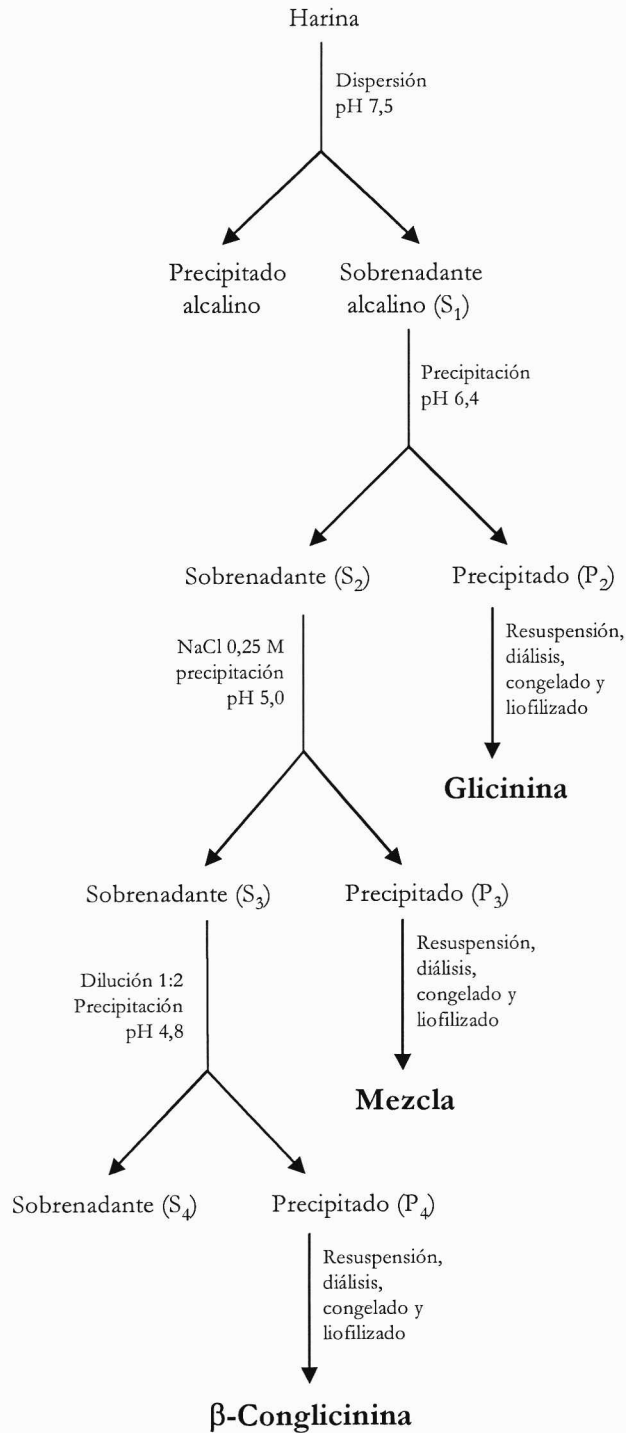 Harina
Dispersión
pH 7,5
Precipitado
alcalino
Sobrenadante
alcalino (S₁)
Precipitación
pH 6,4
Sobrenadante (S₂)
Precipitado (P₂)
NaCl 0,25 M
precipitación
pH 5,0
Resuspensión,
diálisis,
congelado y
liofilizado
Glicinina
Sobrenadante (S₃)
Precipitado (P₃)
Dilución 1:2
Precipitación
pH 4,8
Resuspensión,
diálisis,
congelado y
liofilizado
Mezcla
Sobrenadante (S₄)
Precipitado (P₄)
Resuspensión,
diálisis,
congelado y
liofilizado
β-Conglicinina